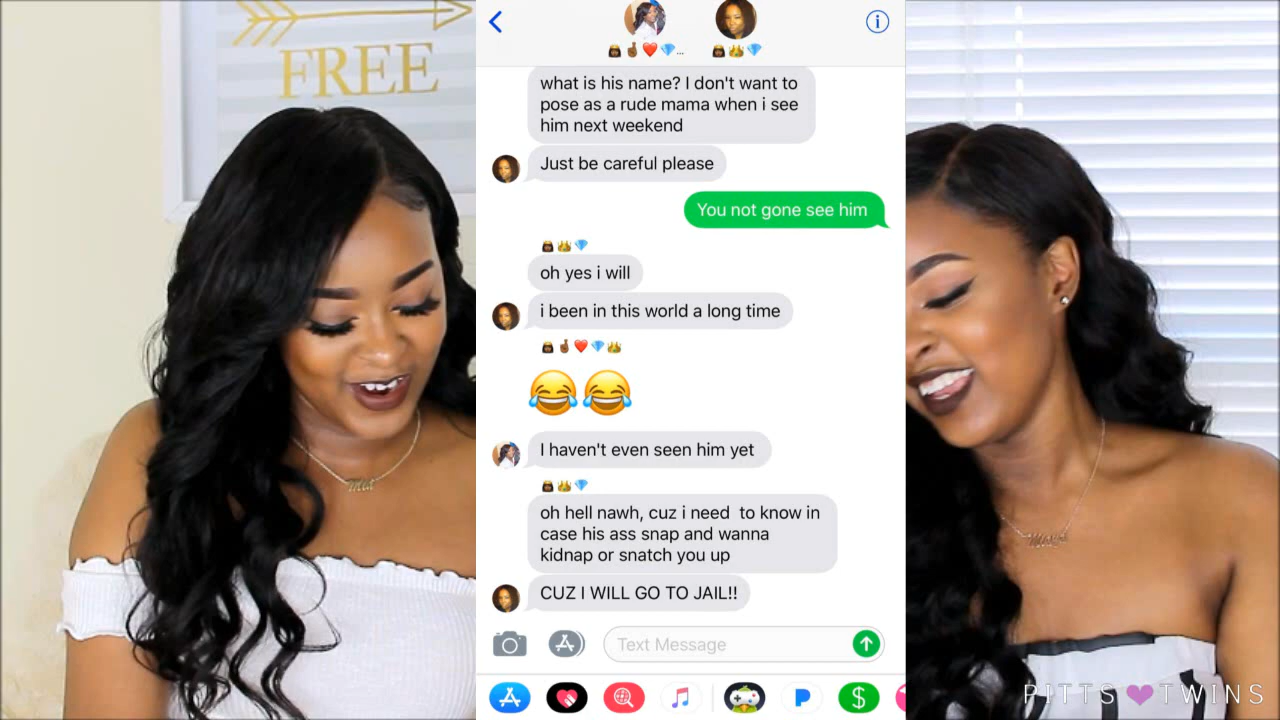 FREE
what is his name? I don't want to
pose as a rude mama when i see
him next weekend
Just be careful please
You not gone see him
oh yes i will
i been in this world a long time
I haven't even seen him yet
oh hell nawh, cuz i need to know in
case his ass snap and wanna
kidnap or snatch you up
CUZ I WILL GO TO JAIL!!
Text Message
PITTS💜TWINS